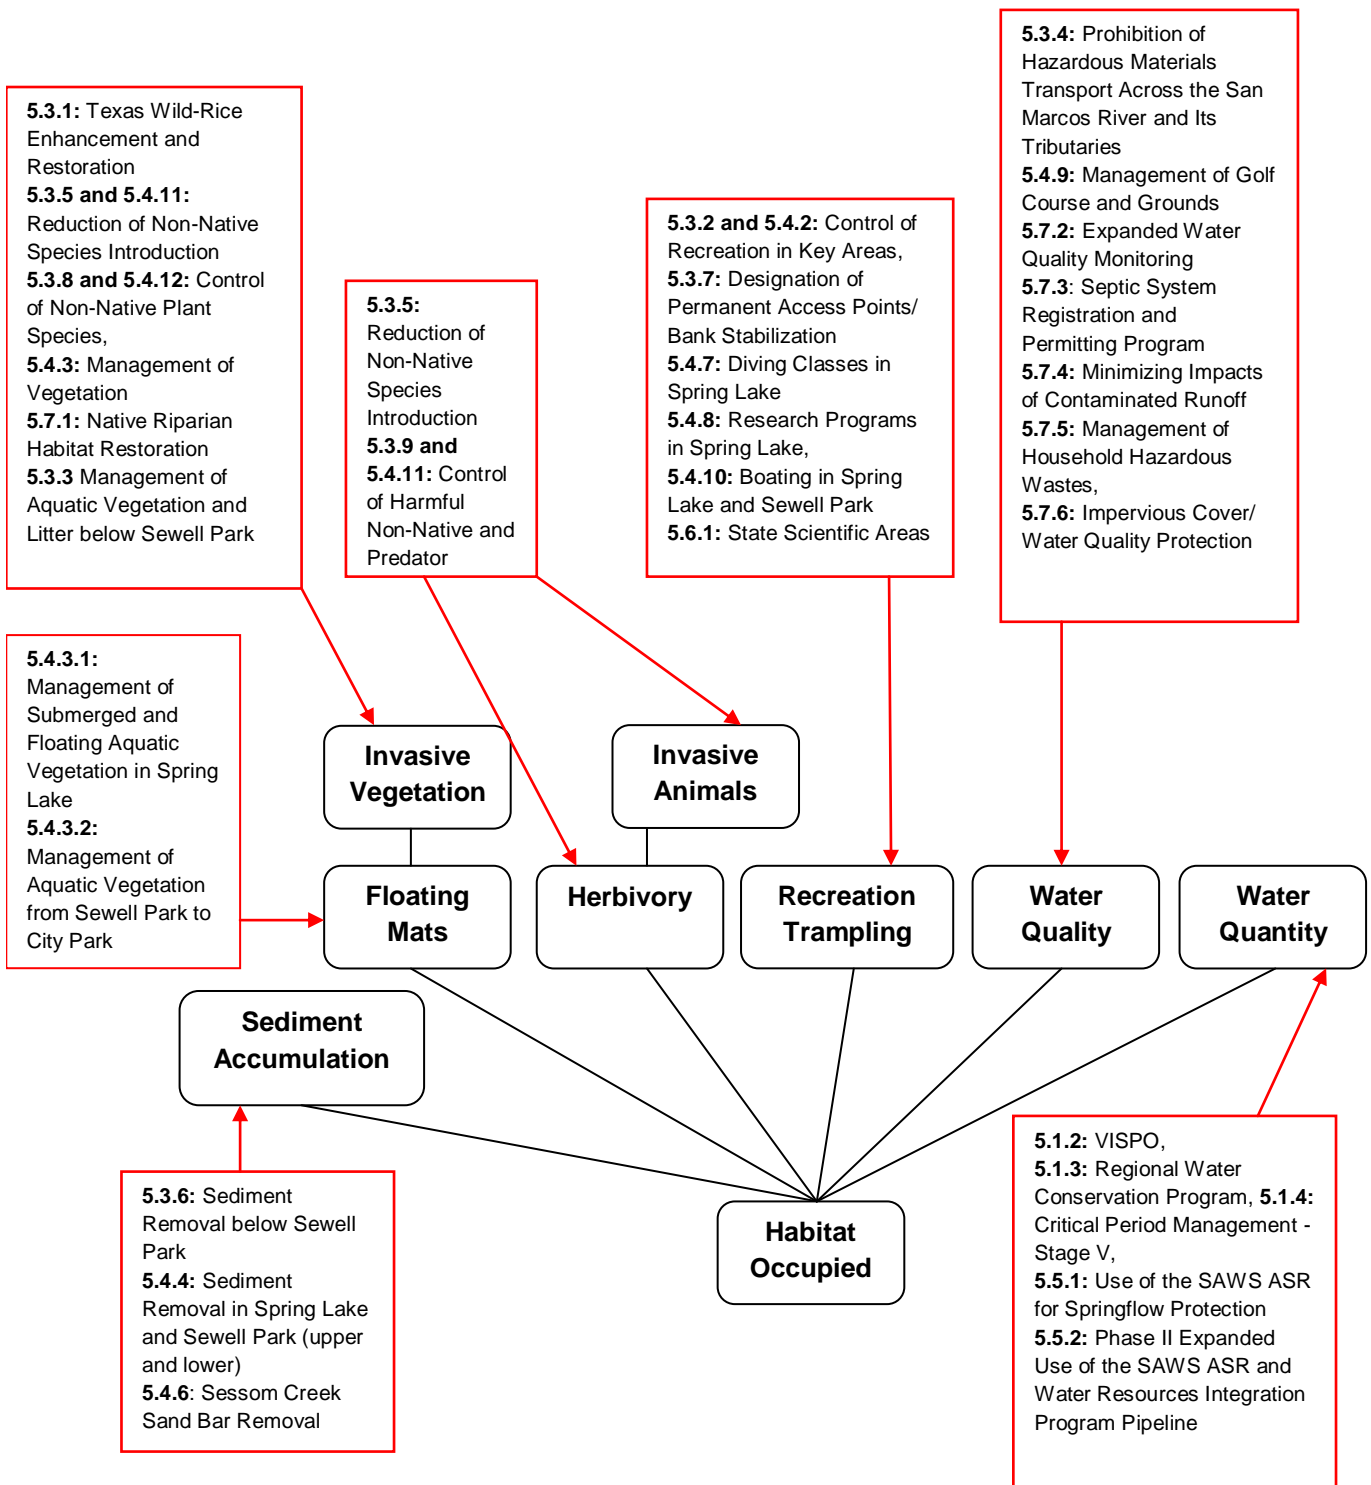 5.3.4: Prohibition of
Hazardous Materials
Transport Across the San
Marcos River and Its
Tributaries
5.4.9: Management of Golf
Course and Grounds
5.7.2: Expanded Water
Quality Monitoring
5.7.3: Septic System
Registration and
Permitting Program
5.7.4: Minimizing Impacts
of Contaminated Runoff
5.7.5: Management of
Household Hazardous
Wastes,
5.7.6: Impervious Cover/
Water Quality Protection
5.3.1: Texas Wild-Rice
Enhancement and
Restoration
5.3.5 and 5.4.11:
Reduction of Non-Native
Species Introduction
5.3.8 and 5.4.12: Control
of Non-Native Plant
Species,
5.4.3: Management of
Vegetation
5.7.1: Native Riparian
Habitat Restoration
5.3.3 Management of
Aquatic Vegetation and
Litter below Sewell Park
5.3.5:
Reduction of
Non-Native
Species
Introduction
5.3.9 and
5.4.11: Control
of Harmful
Non-Native and
Predator
5.3.2 and 5.4.2: Control of
Recreation in Key Areas,
5.3.7: Designation of
Permanent Access Points/
Bank Stabilization
5.4.7: Diving Classes in
Spring Lake
5.4.8: Research Programs
in Spring Lake,
5.4.10: Boating in Spring
Lake and Sewell Park
5.6.1: State Scientific Areas
5.4.3.1:
Management of
Submerged and
Floating Aquatic
Vegetation in Spring
Lake
5.4.3.2:
Management of
Aquatic Vegetation
from Sewell Park to
City Park
Invasive
Vegetation
Invasive
Animals
Floating
Mats
Herbivory
Recreation
Trampling
Water
Quality
Water
Quantity
Sediment
Accumulation
Habitat
Occupied
5.3.6: Sediment
Removal below Sewell
Park
5.4.4: Sediment
Removal in Spring Lake
and Sewell Park (upper
and lower)
5.4.6: Sessom Creek
Sand Bar Removal
5.1.2: VISPO,
5.1.3: Regional Water
Conservation Program, 5.1.4:
Critical Period Management -
Stage V,
5.5.1: Use of the SAWS ASR
for Springflow Protection
5.5.2: Phase II Expanded
Use of the SAWS ASR and
Water Resources Integration
Program Pipeline